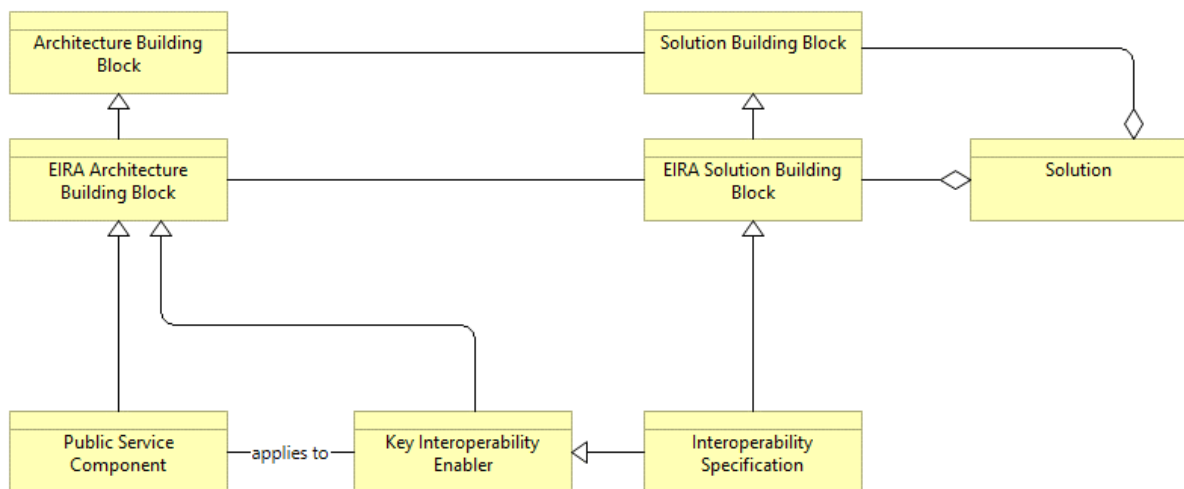 Architecture Building
Block
Solution Building Block
EIRA Architecture
Building Block
EIRA Solution Building
Block
Solution
Public Service
Component
applies to
Key Interoperability
Enabler
Interoperability
Specification